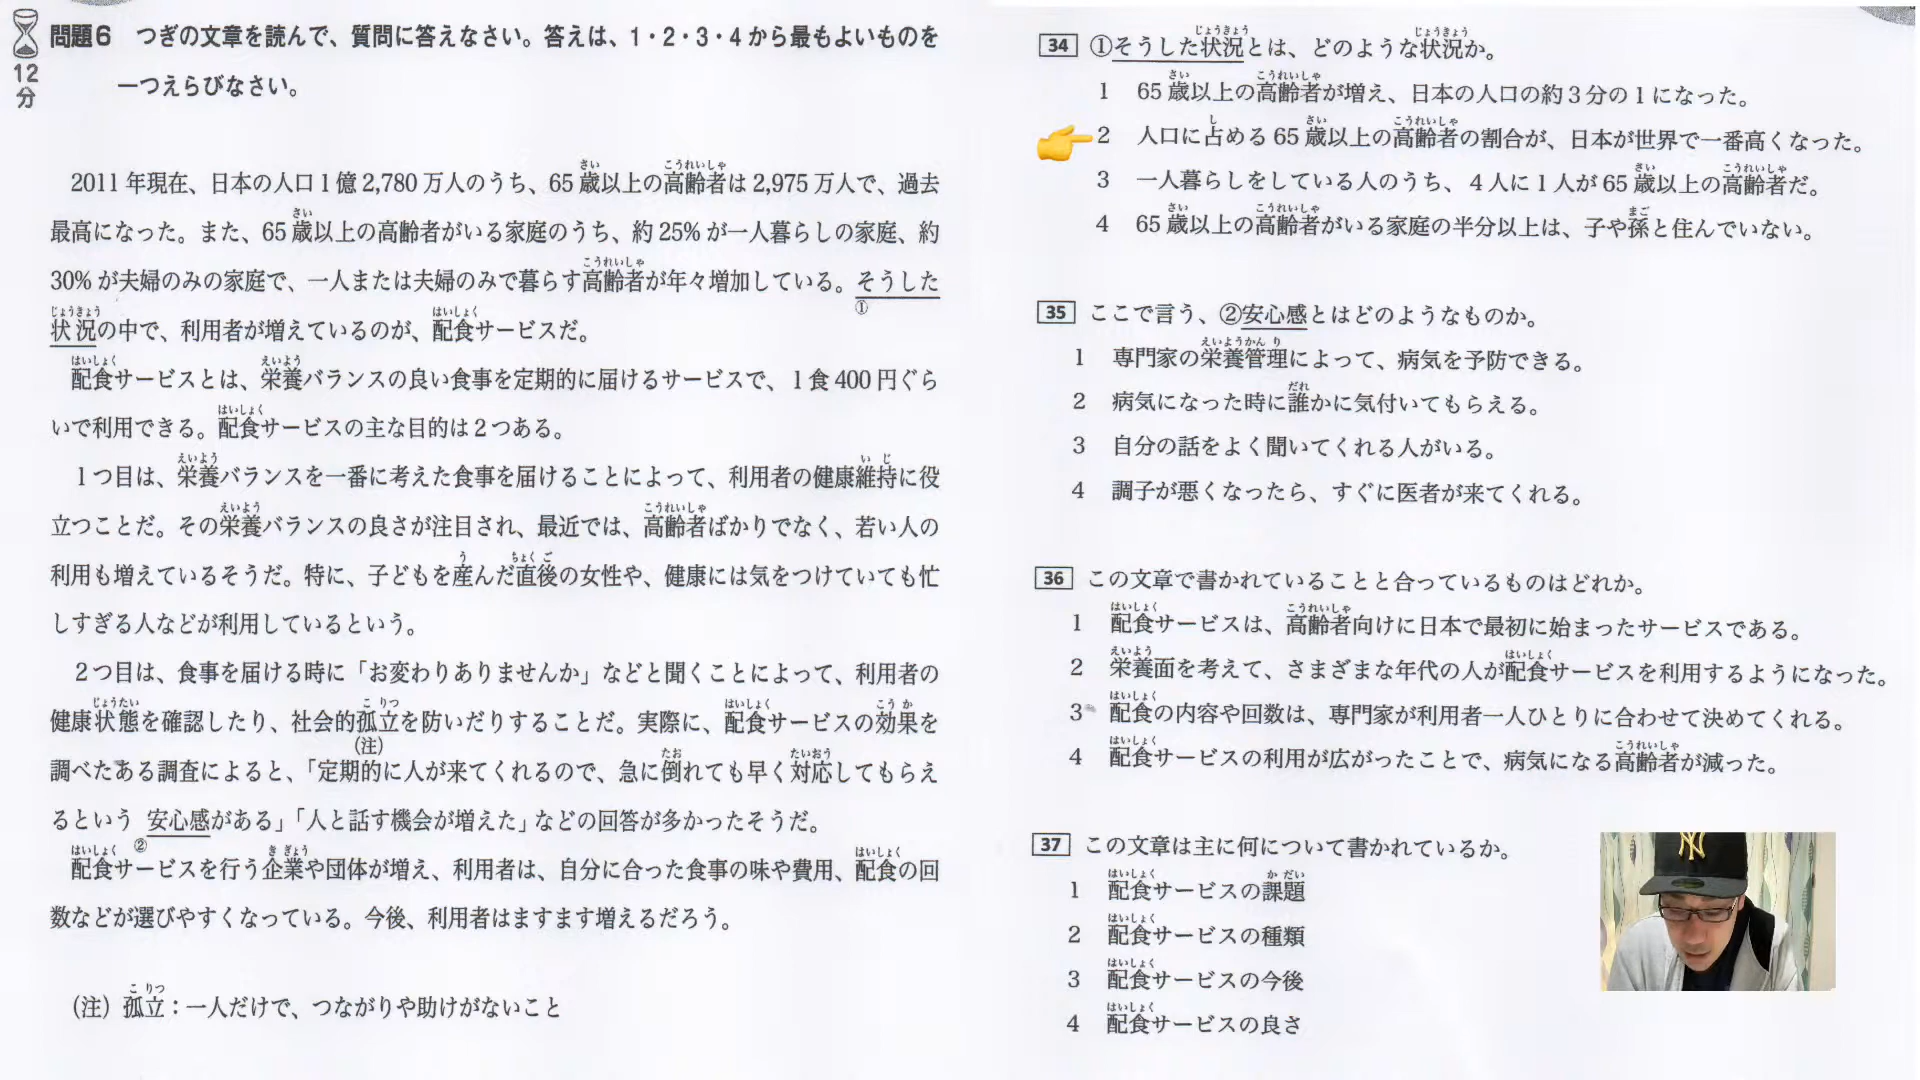 12
分
問題6 つぎの文章を読んで、質問に答えなさい。答えは、1・2・3・4から最もよいものを
一つえらびなさい。
2011年現在、日本の人口1億2,780万人のうち、65歳以上の高齢者は2,975万人で、過去
最高になった。また、65歳以上の高齢者がいる家庭のうち、約25%が一人暮らしの家庭、約
30%が夫婦のみの家庭で、一人または夫婦のみで暮らす高齢者が年々増加している。そうした
①
状況の中で、利用者が増えているのが、配食サービスだ。
配食サービスとは、栄養バランスの良い食事を定期的に届けるサービスで、1食400円ぐら
いで利用できる。配食サービスの主な目的は2つある。
1つ目は、栄養バランスを一番に考えた食事を届けることによって、利用者の健康維持に役
立つことだ。その栄養バランスの良さが注目され、最近では、高齢者ばかりでなく、若い人の
利用も増えているそうだ。特に、子どもを産んだ直後の女性や、健康には気をつけていても忙
しすぎる人などが利用しているという。
2つ目は、食事を届ける時に「お変わりありませんか」などと聞くことによって、利用者の
健康状態を確認したり、社会的孤立を防いだりすることだ。実際に、配食サービスの効果を
(注)
調べたある調査によると、「定期的に人が来てくれるので、急に倒れても早く対応してもらえ
るという 安心感がある」「人と話す機会が増えた」などの回答が多かったそうだ。
②
配食サービスを行う企業や団体が増え、利用者は、自分に合った食事の味や費用、配食の回
数などが選びやすくなっている。今後、利用者はますます増えるだろう。
(注)孤立:一人だけで、つながりや助けがないこと
34 ①そうした状況とは、どのような状況か。
1 65歳以上の高齢者が増え、日本の人口の約3分の1になった。
2 人口に占める65歳以上の高齢者の割合が、日本が世界で一番高くなった。
3 一人暮らしをしている人のうち、4人に1人が65歳以上の高齢者だ。
4 65歳以上の高齢者がいる家庭の半分以上は、子や孫と住んでいない。
35 ここで言う、②安心感とはどのようなものか。
1 専門家の栄養管理によって、病気を予防できる。
2 病気になった時に誰かに気付いてもらえる。
3 自分の話をよく聞いてくれる人がいる。
4 調子が悪くなったら、すぐに医者が来てくれる。
36 この文章で書かれていることと合っているものはどれか。
1 配食サービスは、高齢者向けに日本で最初に始まったサービスである。
2 栄養面を考えて、さまざまな年代の人が配食サービスを利用するようになった。
3 配食の内容や回数は、専門家が利用者一人ひとりに合わせて決めてくれる。
4 配食サービスの利用が広がったことで、病気になる高齢者が減った。
37 この文章は主に何について書かれているか。
1 配食サービスの課題
2 配食サービスの種類
3 配食サービスの今後
4 配食サービスの良さ
NY